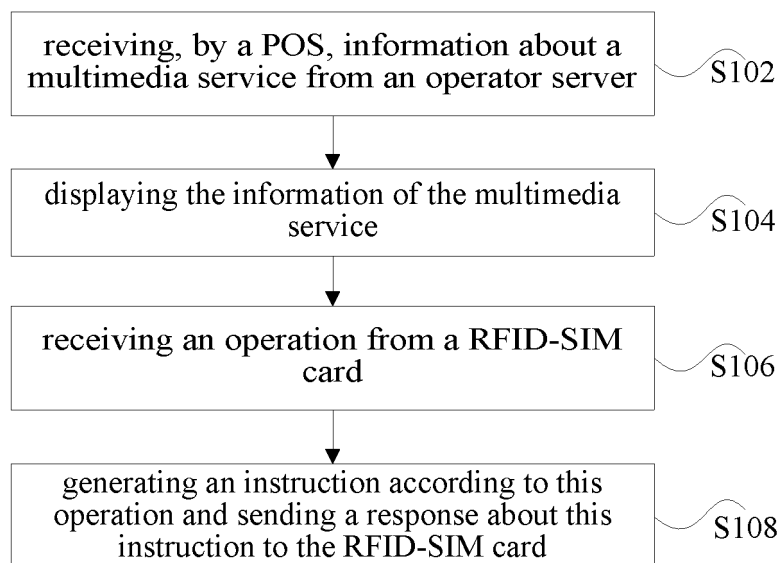 receiving, by a POS, information about a
multimedia service from an operator server
S102
displaying the information of the multimedia
service
S104
receiving an operation from a RFID-SIM
card
S106
generating an instruction according to this
operation and sending a response about this
instruction to the RFID-SIM card
S108